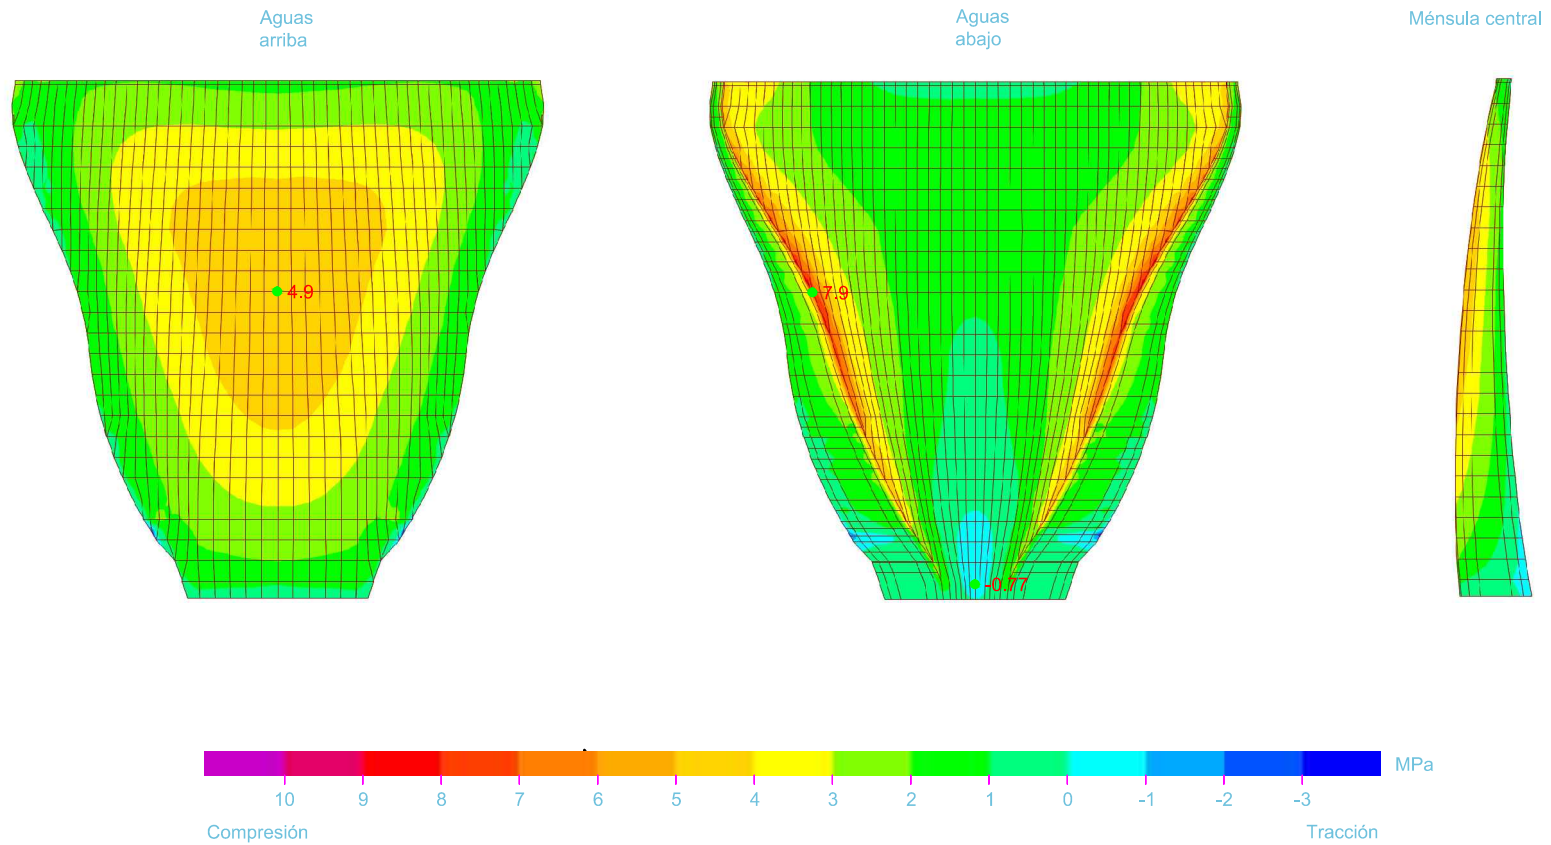 Aguas
arriba
Aguas
abajo
Ménsula central
4.9
7.9
-0.77
MPa
10 9 8 7 6 5 4 3 2 1 0 -1 -2 -3
Compresión
Tracción